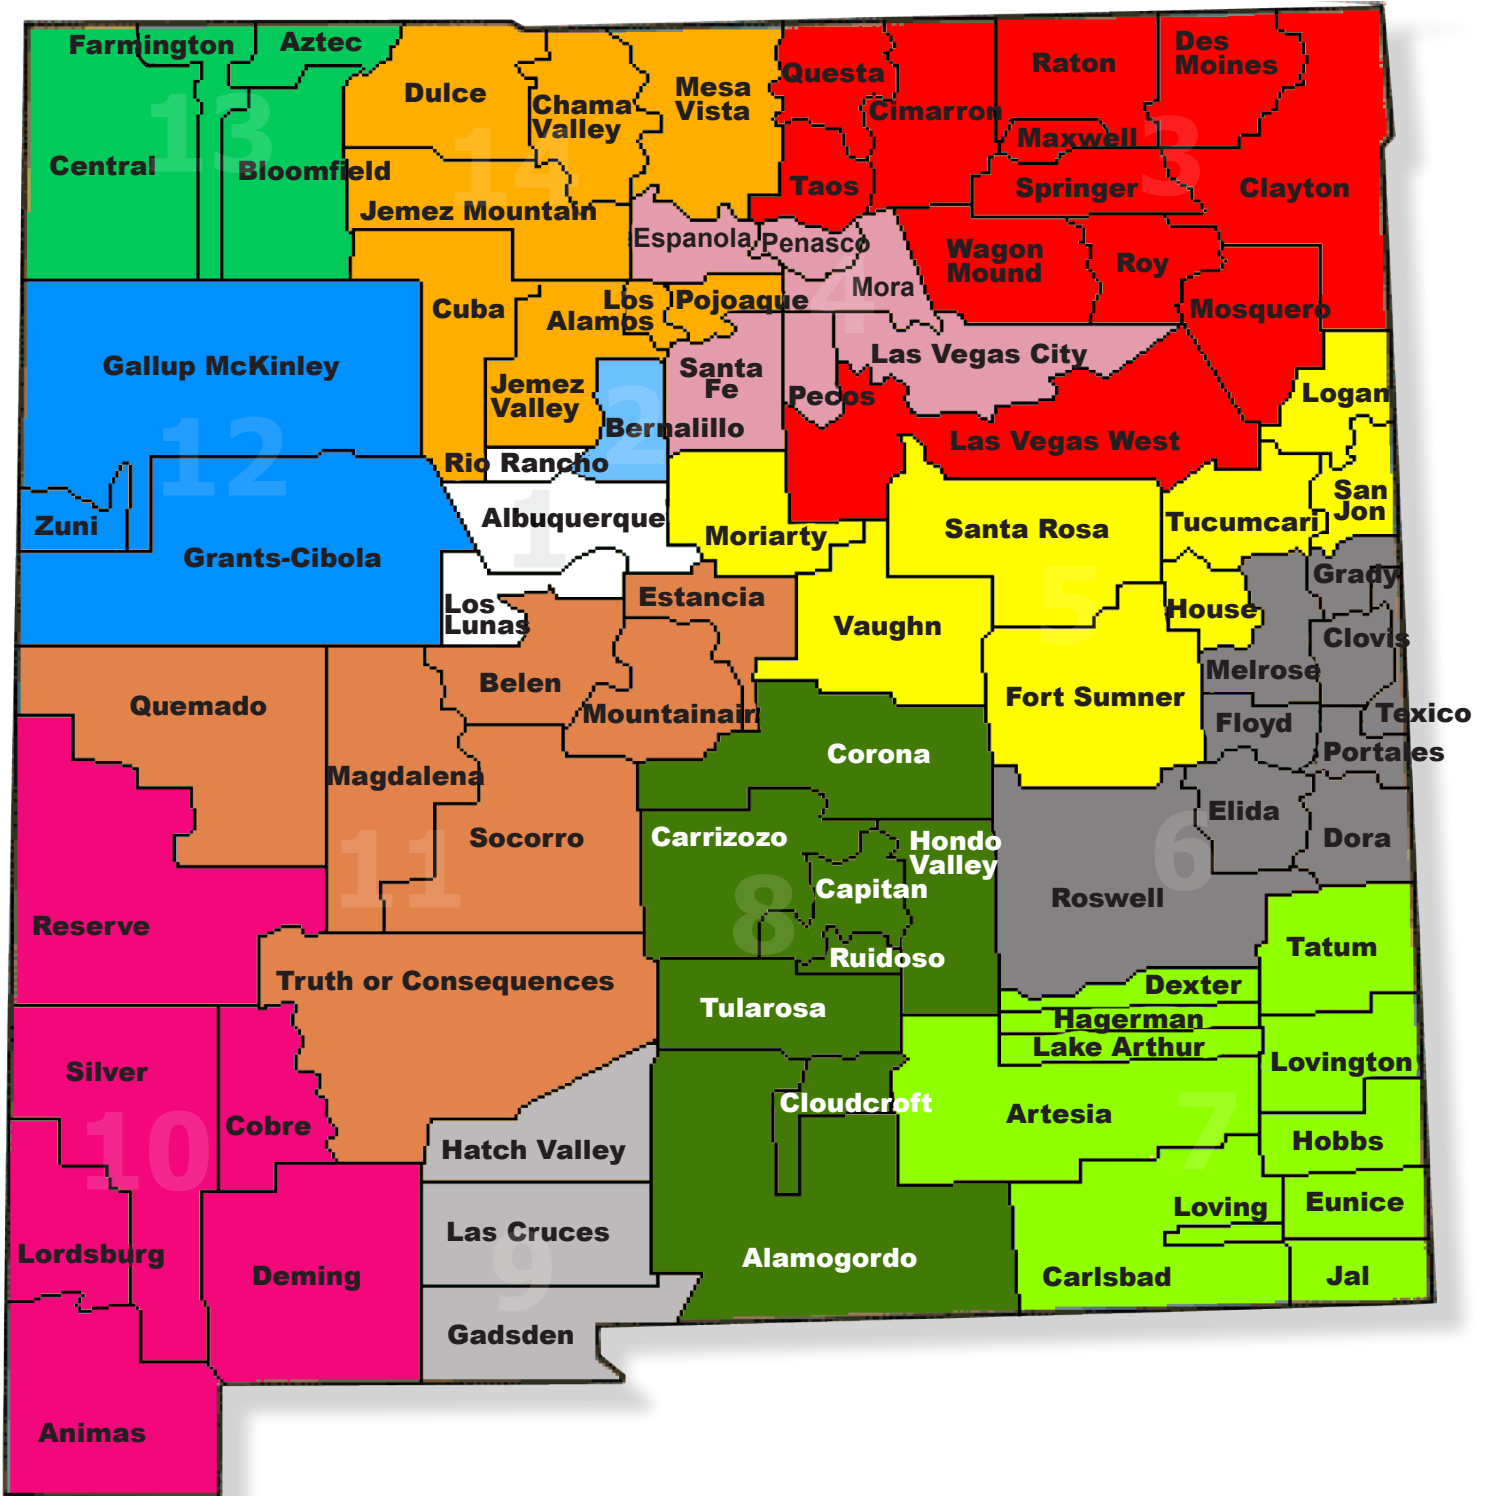 Farmington
Aztec
Dulce
Chama
Valley
Mesa
Vista
Questa
Cimarron
Raton
Des
Moines
Maxwell
13
14
3
Central
Bloomfield
Jemez Mountain
Taos
Springer
Clayton
Espanola
Penasco
Wagon
Mound
Roy
4
Mora
Cuba
Los
Alamos
Pojoaque
Mosquero
Gallup McKinley
Santa
Fe
Las Vegas City
Jemez
Valley
2
Pecos
Logan
Bernalillo
Las Vegas West
12
Rio Rancho
Zuni
1
Albuquerque
Moriarty
Santa Rosa
Tucumcari
San
Jon
Grants-Cibola
Grady
Los
Lunas
Estancia
5
House
Vaughn
Clovis
Belen
Melrose
Quemado
Mountainair
Fort Sumner
Floyd
Texico
Portales
Magdalena
Corona
Socorro
Carrizozo
Hondo
Valley
6
Elida
Dora
11
8
Capitan
Roswell
Reserve
Ruidoso
Tatum
Truth or Consequences
Tularosa
Dexter
Hagerman
Lake Arthur
Silver
Lovington
Cloudcroft
Artesia
7
10
Cobre
Hatch Valley
Hobbs
Las Cruces
Loving
Eunice
Lordsburg
Deming
9
Alamogordo
Carlsbad
Jal
Gadsden
Animas